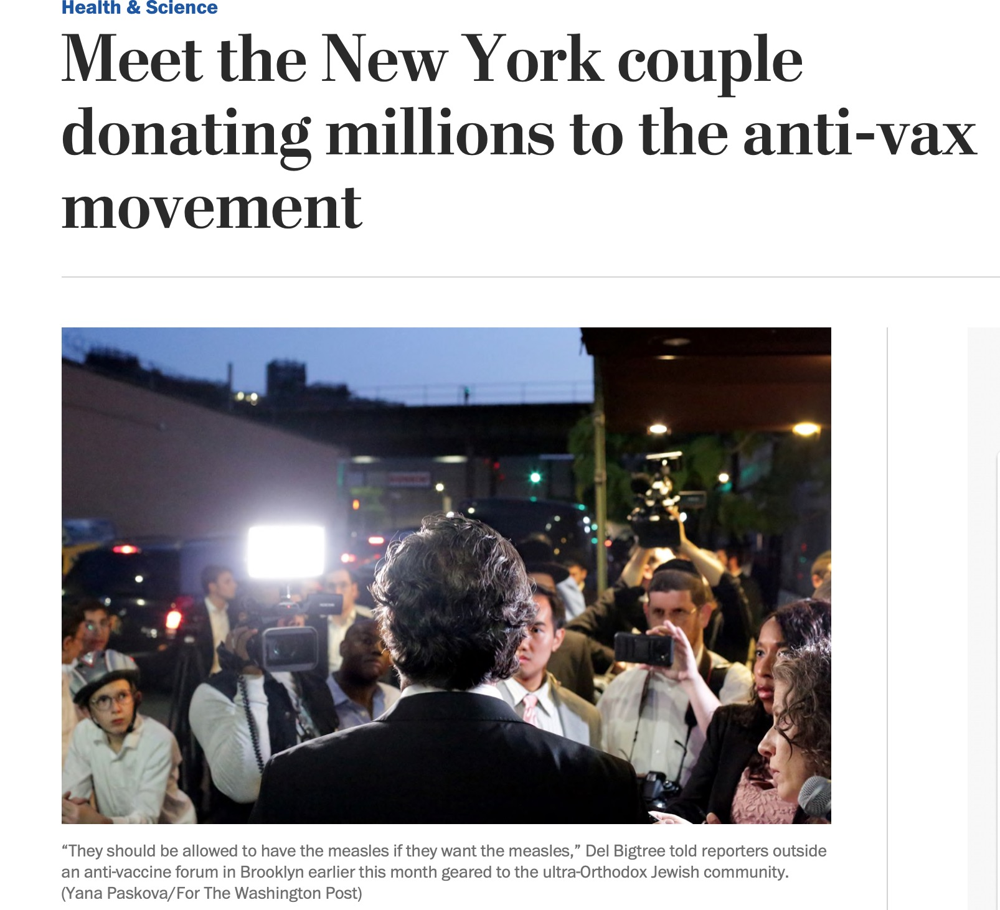 Health & Science
Meet the New York couple
donating millions to the anti-vax
movement
“They should be allowed to have the measles if they want the measles,” Del Bigtree told reporters outside
an anti-vaccine forum in Brooklyn earlier this month geared to the ultra-Orthodox Jewish community.
(Yana Paskova/For The Washington Post)